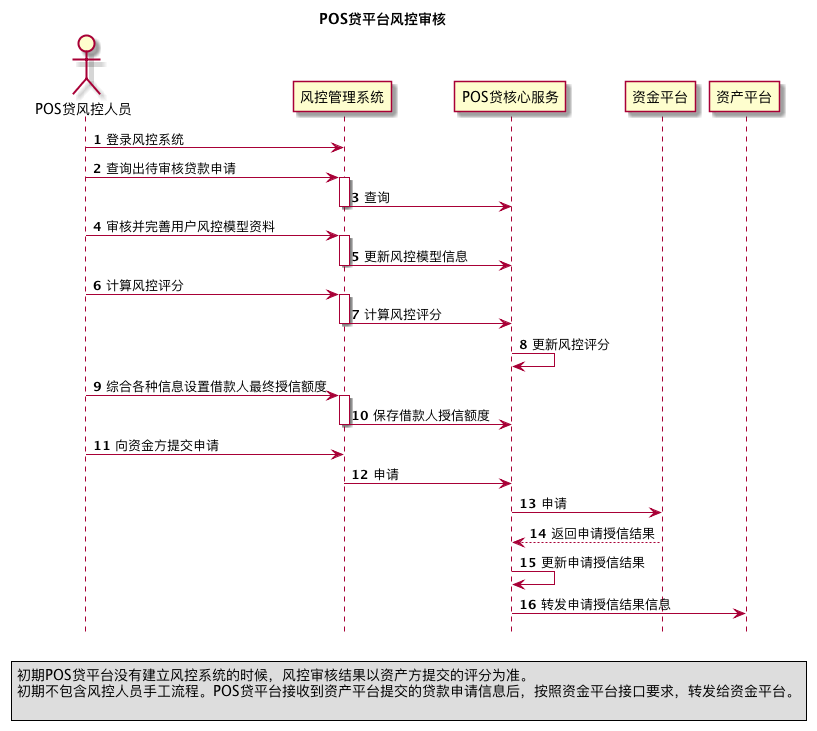 POS贷平台风控审核
POS贷风控人员
风控管理系统
POS贷核心服务
资金平台
资产平台
1 登录风控系统
2 查询出待审核贷款申请
3 查询
4 审核并完善用户风控模型资料
5 更新风控模型信息
6 计算风控评分
7 计算风控评分
8 更新风控评分
9 综合各种信息设置借款人最终授信额度
10 保存借款人授信额度
11 向资金方提交申请
12 申请
13 申请
14 返回申请授信结果
15 更新申请授信结果
16 转发申请授信结果信息
初期POS贷平台没有建立风控系统的时候，风控审核结果以资产方提交的评分为准。
初期不包含风控人员手工流程。POS贷平台接收到资产平台提交的贷款申请信息后，按照资金平台接口要求，转发给资金平台。